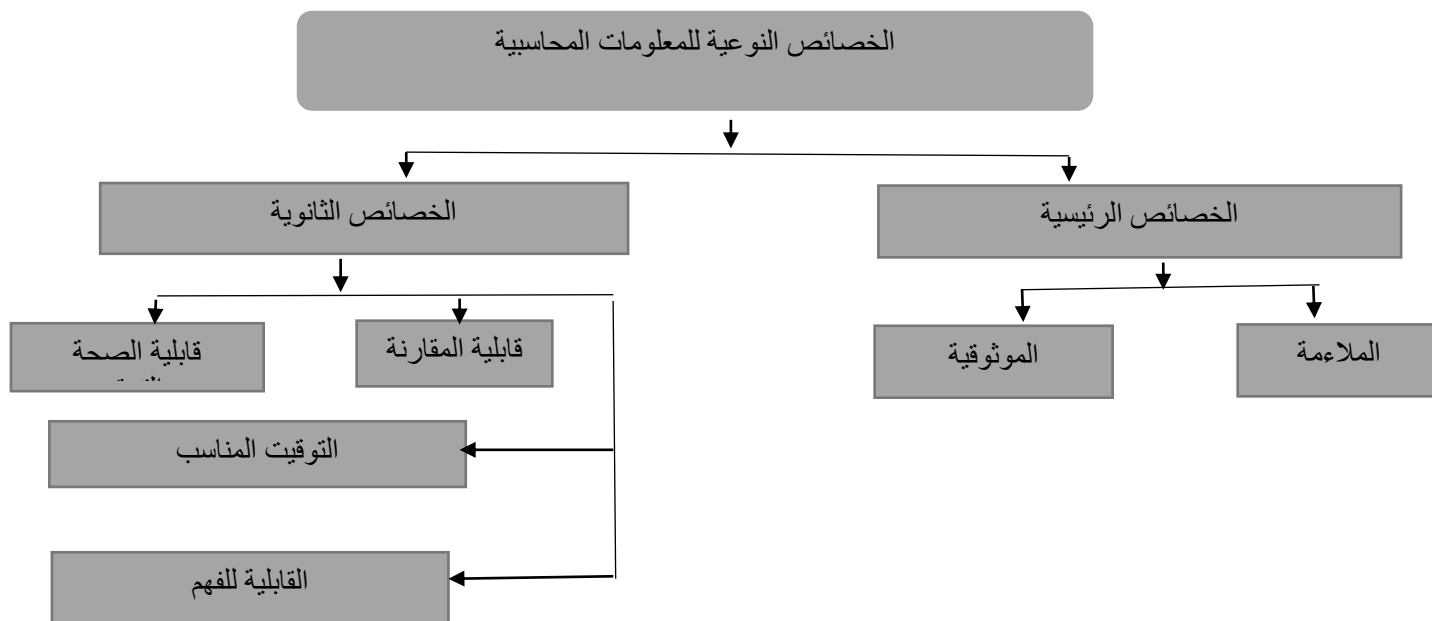 الخصائص النوعية للمعلومات المحاسبية
الخصائص الرئيسية
الخصائص الثانوية
الملاءمة
الموثوقية
قابلية المقارنة
قابلية الصحة
التوقيت المناسب
القابلية للفهم